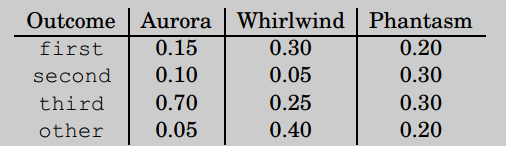 Outcome Aurora Whirlwind Phantasm
first 0.15 0.30 0.20
second 0.10 0.05 0.30
third 0.70 0.25 0.30
other 0.05 0.40 0.20